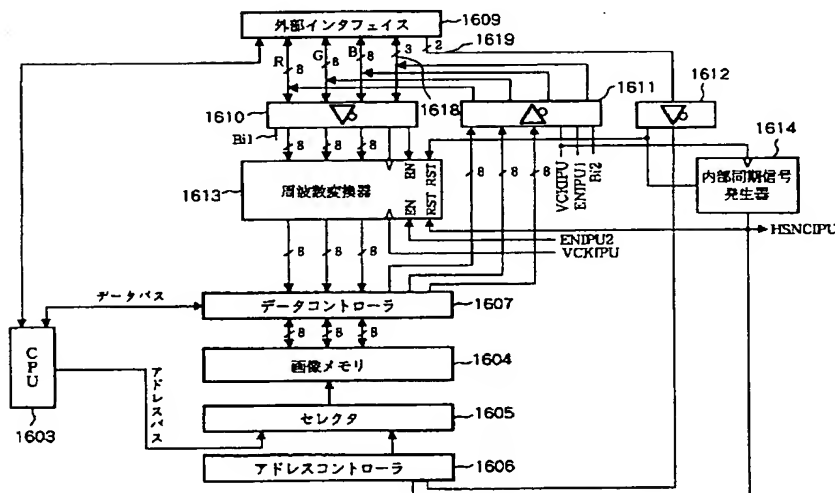 外部インタフェイス
1609
R
8
G
8
B
8
3
2
1619
1618
1610
1611
1612
Bi1
8
8
8
EN
RST
8
8
8
VCKIPU
ENIPU1
Bi2
1614
内部同期信号
発生器
1613
周波数変換器
EN
RST
HSNCIPU
ENIPU2
VCKIPU
8
8
8
データバス
データコントローラ
1607
8
8
8
CPU
1603
アドレスバス
画像メモリ
1604
セレクタ
1605
アドレスコントローラ
1606